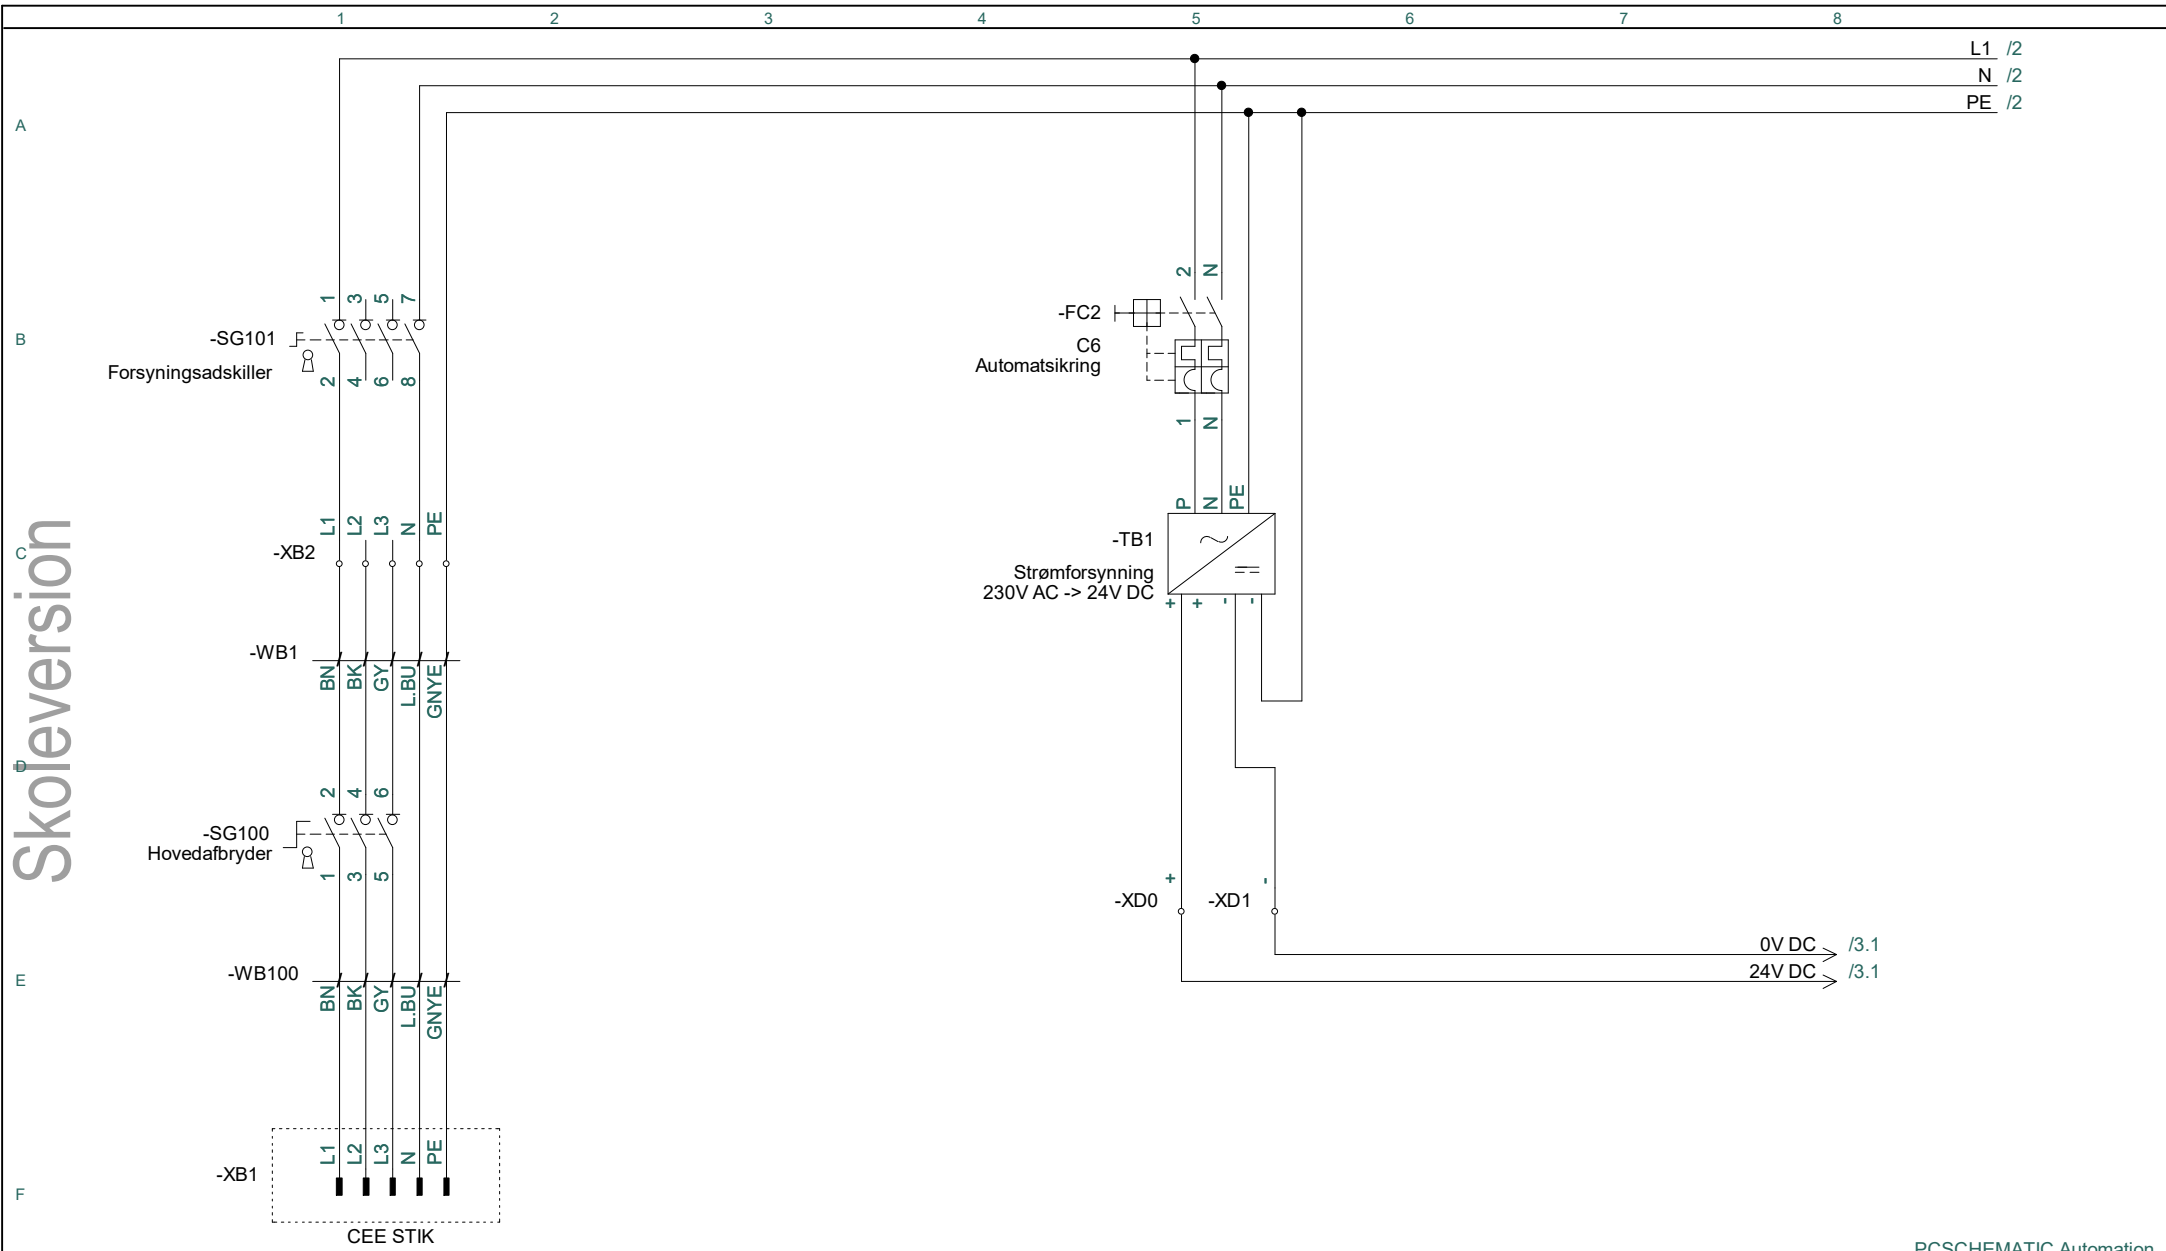 1 2 3 4 5 6 7 8
L1 /2
N /2
PE /2
A
2 N
1 3 5 7
-FC2
B
-SG101
C6
Automatsikring
Forsyningsadskiller
2 4 6 8
1 N
P N PE
L1 L2 L3 N PE
-TB1
C
-XB2
Strømforsynning
230V AC -> 24V DC
+ + - -
-WB1
BN BK GY L.BU GNYE
Skoleversion
D
2 4 6
-SG100
Hovedafbryder
1 3 5
+ -
-XD0 -XD1
0V DC /3.1
24V DC /3.1
E
-WB100
BN BK GY L.BU GNYE
L1 L2 L3 N PE
-XB1
F
CEE STIK
PCSCHEMATIC Automation